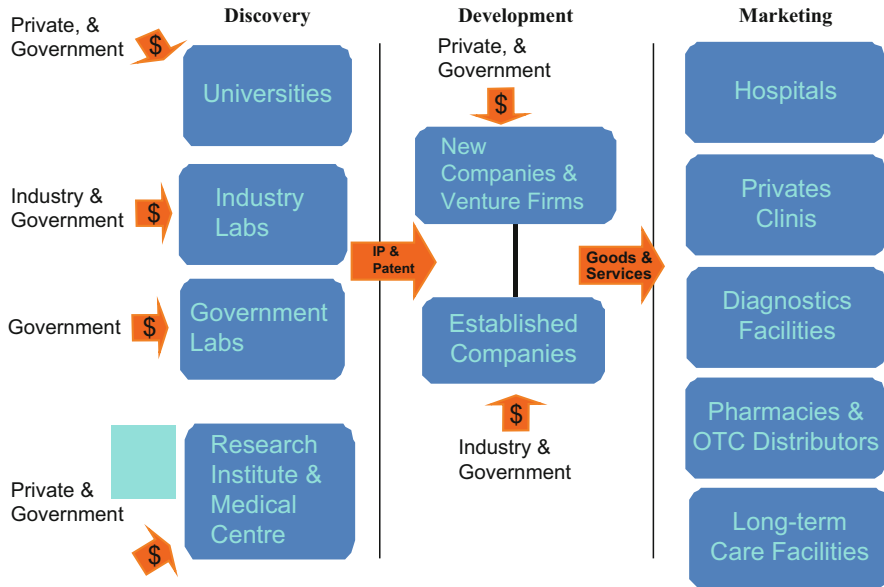 Discovery
Private, &
Government
$
Universities
Industry &
Government
$
Industry
Labs
Government
$
Government
Labs
Private &
Government
$
Research
Institute &
Medical
Centre
IP &
Patent
Development
Private, &
Government
$
New
Companies &
Venture Firms
Established
Companies
$
Industry &
Government
Goods &
Services
Marketing
Hospitals
Privates
Clinis
Diagnostics
Facilities
Pharmacies &
OTC Distributors
Long-term
Care Facilities